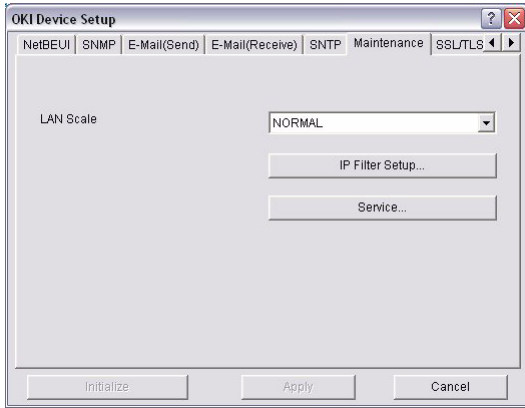 OKI Device Setup
NetBEUI SNMP E-Mail(Send) E-Mail(Receive) SNTP Maintenance SSL/TLS
LAN Scale NORMAL
IP Filter Setup...
Service...
Initialize Apply Cancel